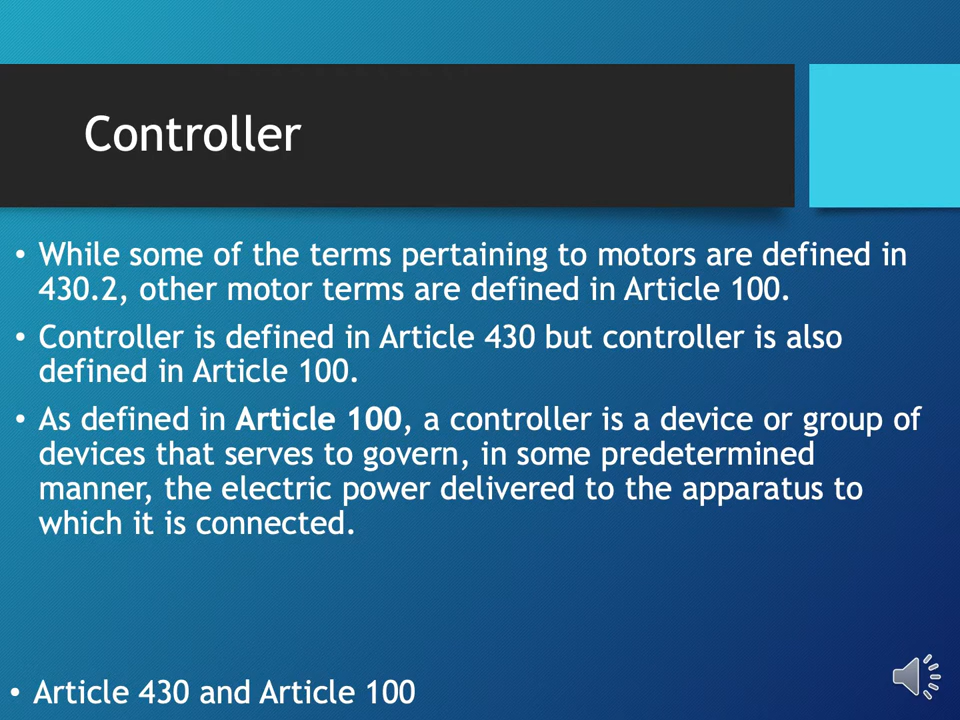 Controller
• While some of the terms pertaining to motors are defined in
430.2, other motor terms are defined in Article 100.
• Controller is defined in Article 430 but controller is also
defined in Article 100.
• As defined in Article 100, a controller is a device or group of
devices that serves to govern, in some predetermined
manner, the electric power delivered to the apparatus to
which it is connected.
• Article 430 and Article 100